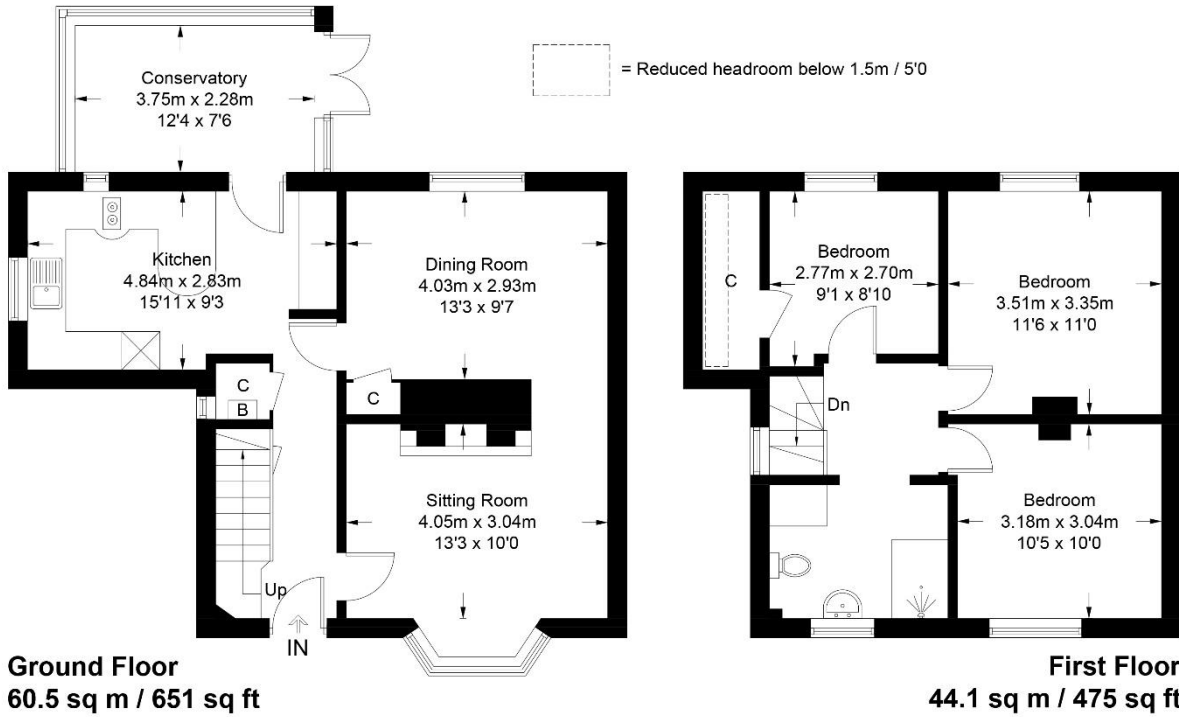 = Reduced headroom below 1.5m / 5'0
Conservatory
3.75m x 2.28m
12'4 x 7'6
Kitchen
4.84m x 2.83m
15'11 x 9'3
Dining Room
4.03m x 2.93m
13'3 x 9'7
C
B
C
Sitting Room
4.05m x 3.04m
13'3 x 10'0
Up
IN
Ground Floor
60.5 sq m / 651 sq ft
C
Bedroom
2.77m x 2.70m
9'1 x 8'10
Bedroom
3.51m x 3.35m
11'6 x 11'0
Dn
Bedroom
3.18m x 3.04m
10'5 x 10'0
First Floor
44.1 sq m / 475 sq ft